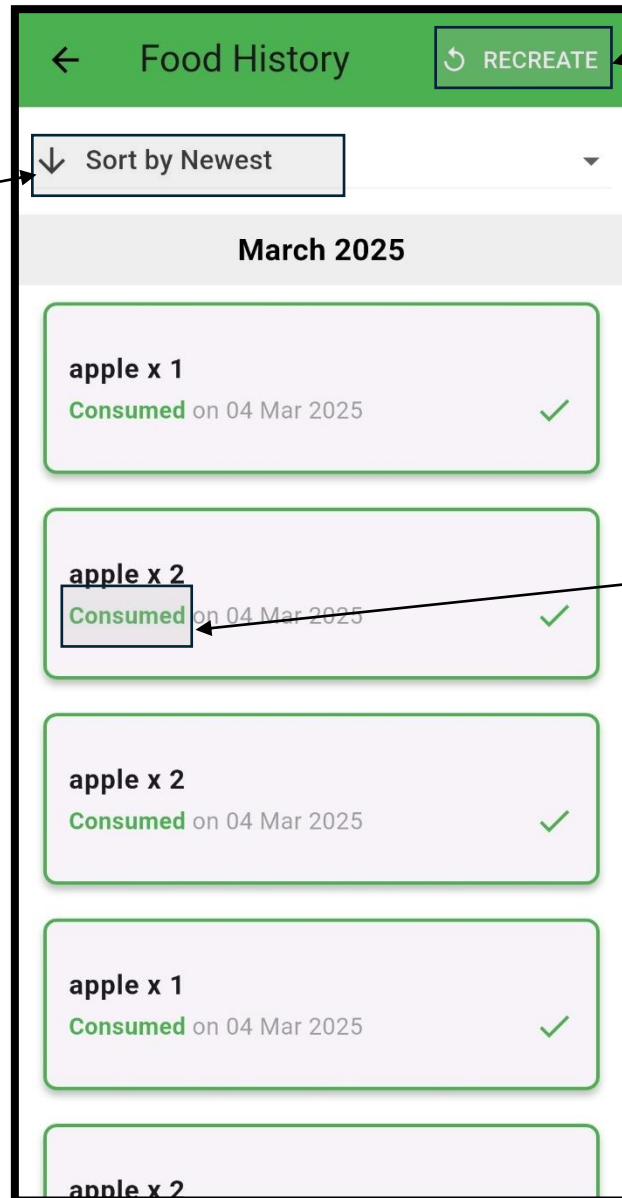 Food History
RECREATE
Sort by Newest
March 2025
apple x 1
Consumed on 04 Mar 2025
apple x 2
Consumed on 04 Mar 2025
apple x 2
Consumed on 04 Mar 2025
apple x 1
Consumed on 04 Mar 2025
apple x 2